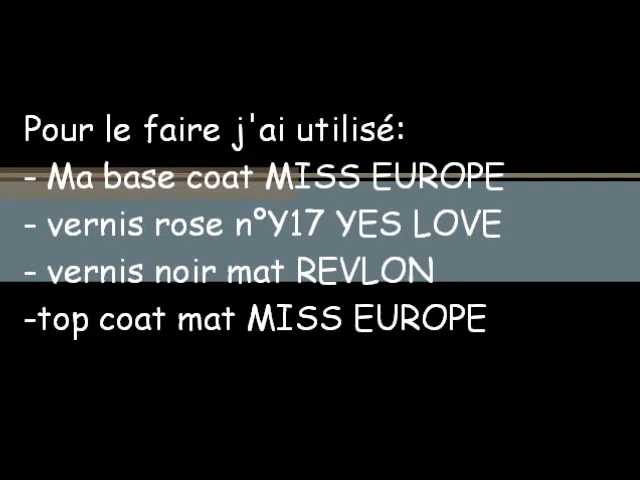 Pour le faire j'ai utilisé:
- Ma base coat MISS EUROPE
- vernis rose n°Y17 YES LOVE
- vernis noir mat REVLON
-top coat mat MISS EUROPE